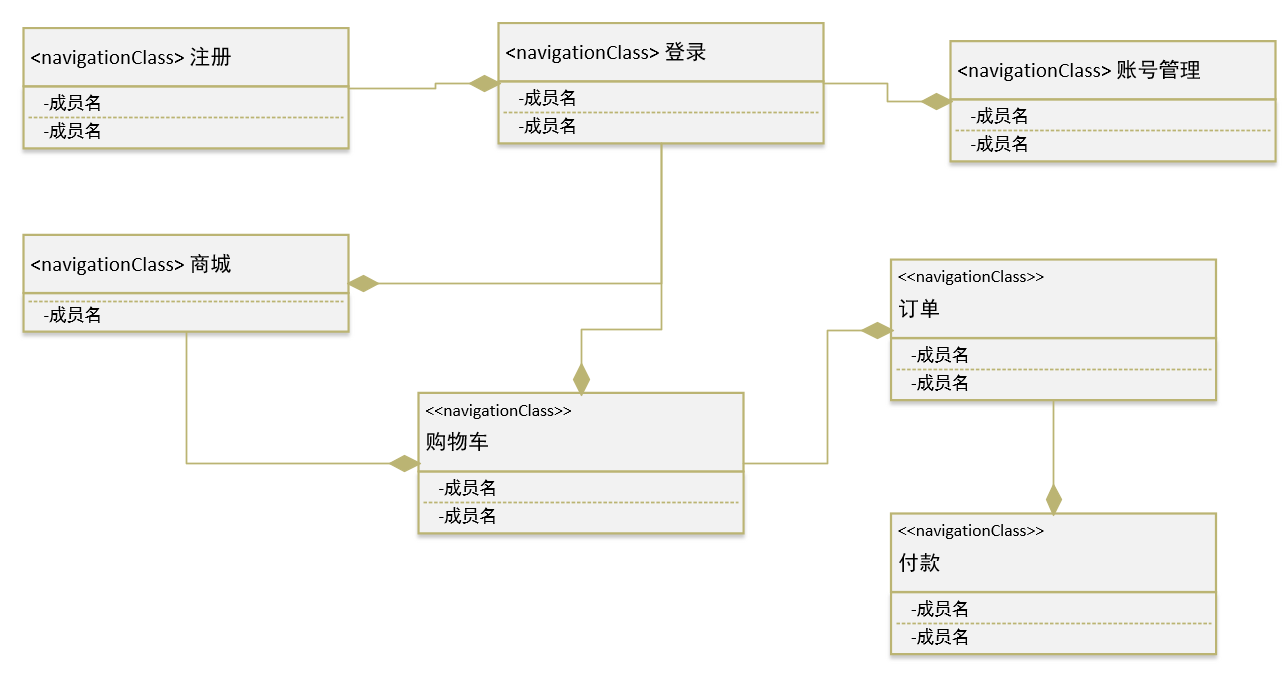 <navigationClass> 注册
-成员名
-成员名
<navigationClass> 登录
-成员名
-成员名
<navigationClass> 账号管理
-成员名
-成员名
<navigationClass> 商城
-成员名
<<navigationClass>>
订单
-成员名
-成员名
<<navigationClass>>
购物车
-成员名
-成员名
<<navigationClass>>
付款
-成员名
-成员名